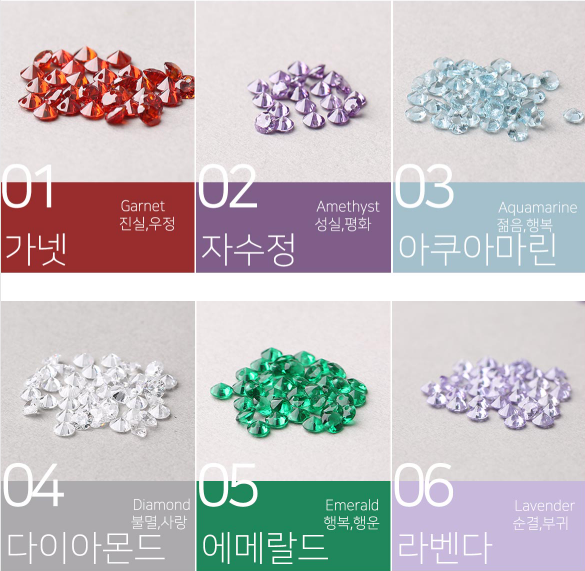 01
Garnet
진실,우정
가넷
02
Amethyst
성실,평화
자수정
03
Aquamarine
젊음,행복
아쿠아마린
04
Diamond
불멸,사랑
다이아몬드
05
Emerald
행복,행운
에메랄드
06
Lavender
순결,부귀
라벤다